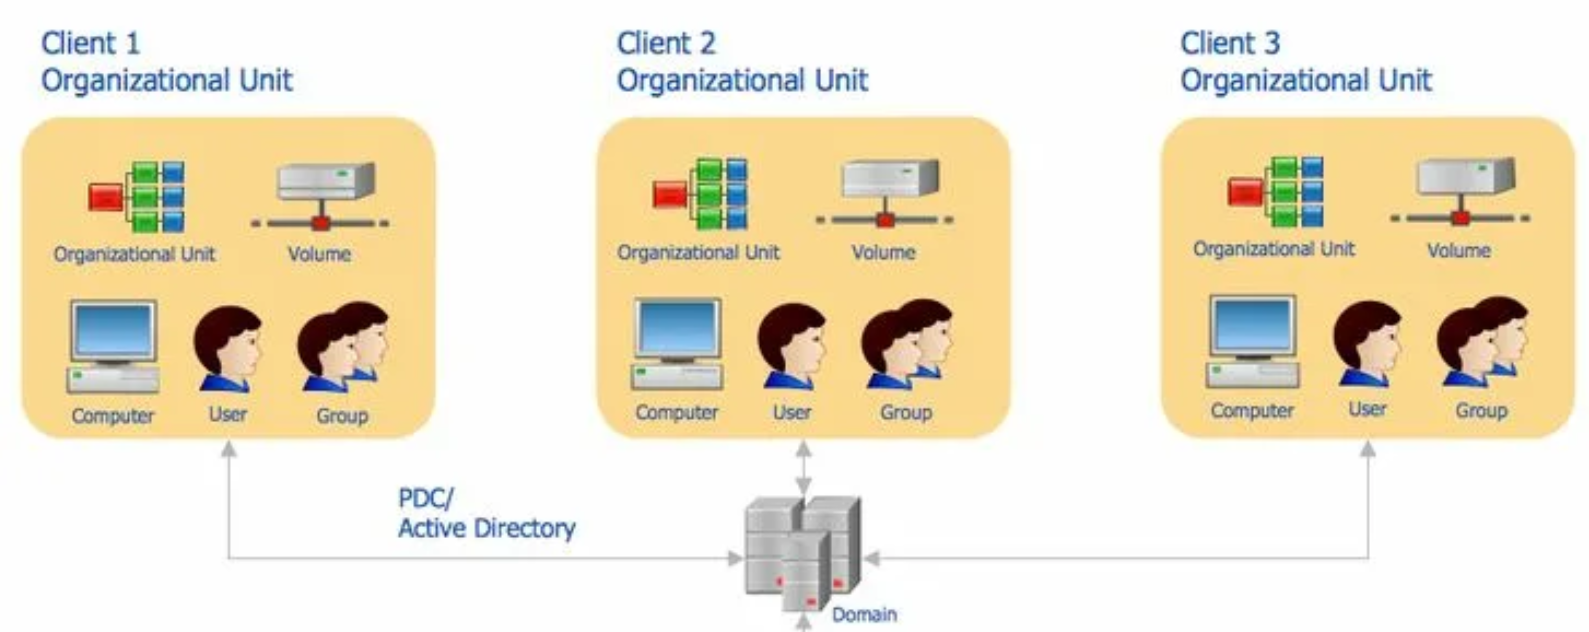 Client 1
Organizational Unit
Client 2
Organizational Unit
Client 3
Organizational Unit
Organizational Unit
Volume
Computer
User
Group
Organizational Unit
Volume
Computer
User
Group
Organizational Unit
Volume
Computer
User
Group
PDC/
Active Directory
Domain